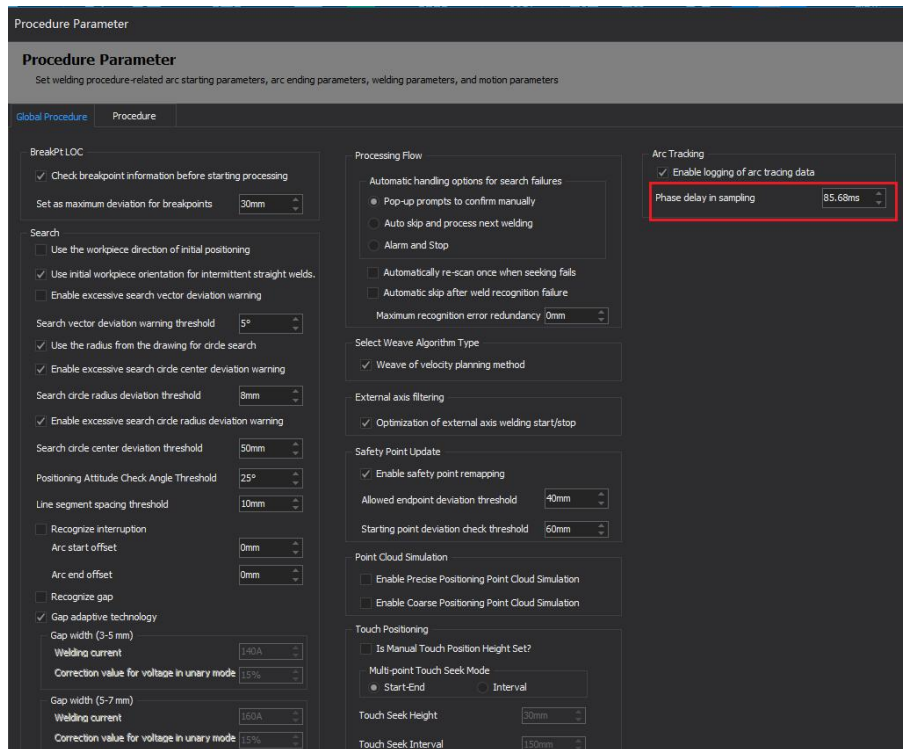 Procedure Parameter
Procedure Parameter
Set welding procedure-related arc starting parameters, arc ending parameters, welding parameters, and motion parameters
Global Procedure
Procedure
BreakPt LOC
Check breakpoint information before starting processing
Set as maximum deviation for breakpoints
30mm
Search
Use the workpiece direction of initial positioning
Use initial workpiece orientation for intermittent straight welds.
Enable excessive search vector deviation warning
Search vector deviation warning threshold
5°
Use the radius from the drawing for circle search
Enable excessive search circle center deviation warning
Search circle radius deviation threshold
8mm
Enable excessive search circle radius deviation warning
Search circle center deviation threshold
50mm
Positioning Attitude Check Angle Threshold
25°
Line segment spacing threshold
10mm
Recognize interruption
Arc start offset
0mm
Arc end offset
0mm
Recognize gap
Gap adaptive technology
Gap width (3-5 mm)
Welding current
140A
Correction value for voltage in unary mode
15%
Gap width (5-7 mm)
Welding current
160A
Correction value for voltage in unary mode
15%
Processing Flow
Automatic handling options for search failures
Pop-up prompts to confirm manually
Auto skip and process next welding
Alarm and Stop
Automatically re-scan once when seeking fails
Automatic skip after weld recognition failure
Maximum recognition error redundancy
0mm
Select Weave Algorithm Type
Weave of velocity planning method
External axis filtering
Optimization of external axis welding start/stop
Safety Point Update
Enable safety point remapping
Allowed endpoint deviation threshold
40mm
Starting point deviation check threshold
60mm
Point Cloud Simulation
Enable Precise Positioning Point Cloud Simulation
Enable Coarse Positioning Point Cloud Simulation
Touch Positioning
Is Manual Touch Position Height Set?
Multi-point Touch Seek Mode
Start-End
Interval
Touch Seek Height
30mm
Touch Seek Interval
150mm
Arc Tracking
Enable logging of arc tracing data
Phase delay in sampling
85.68ms